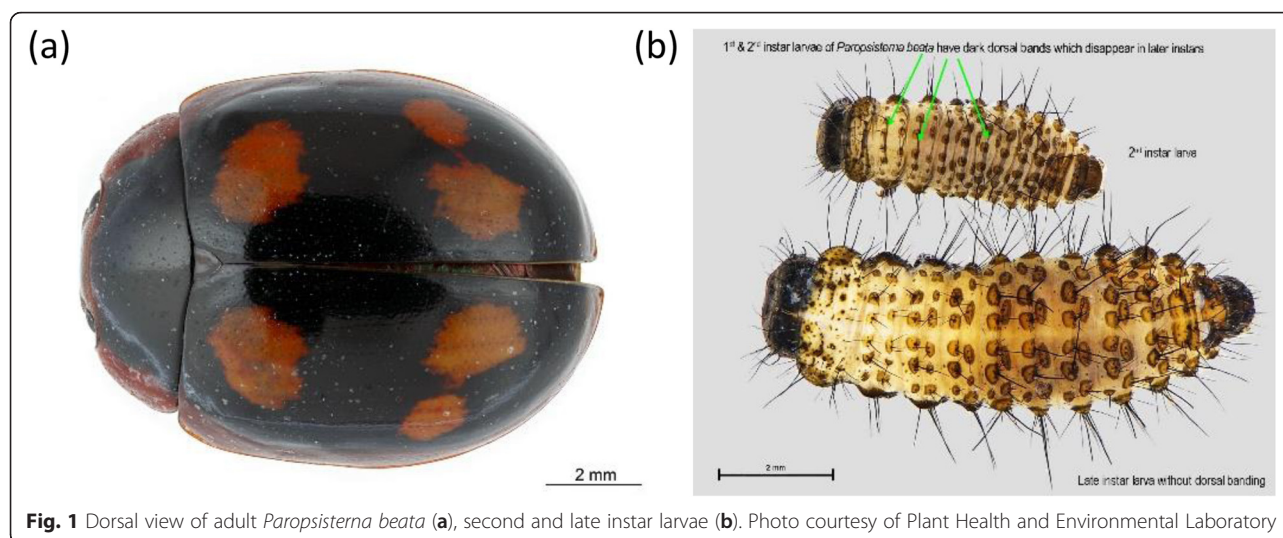 (a)
2 mm
(b)
1st & 2nd instar larvae of Paropsisterna beata have dark dorsal bands which disappear in later instars
2nd instar larva
2 mm
Late instar larva without dorsal banding
Fig. 1 Dorsal view of adult Paropsisterna beata (a), second and late instar larvae (b). Photo courtesy of Plant Health and Environmental Laboratory